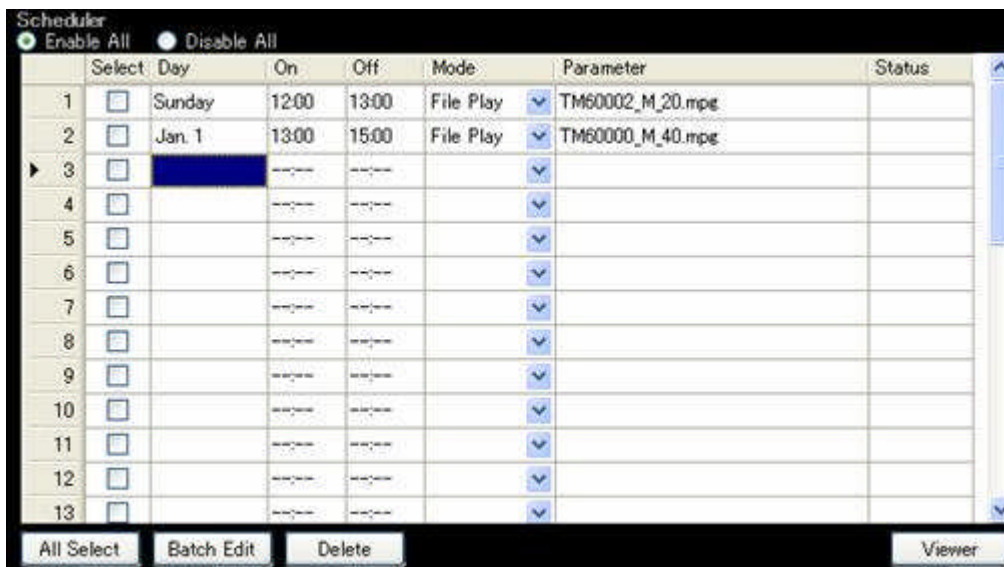 Scheduler
Enable All Disable All
Select Day On Off Mode Parameter Status
1 Sunday 12:00 13:00 File Play TM60002_M_20.mpg
2 Jan. 1 13:00 15:00 File Play TM60000_M_40.mpg
3 --:-- --:--
4 --:-- --:--
5 --:-- --:--
6 --:-- --:--
7 --:-- --:--
8 --:-- --:--
9 --:-- --:--
10 --:-- --:--
11 --:-- --:--
12 --:-- --:--
13 --:-- --:--
All Select Batch Edit Delete Viewer